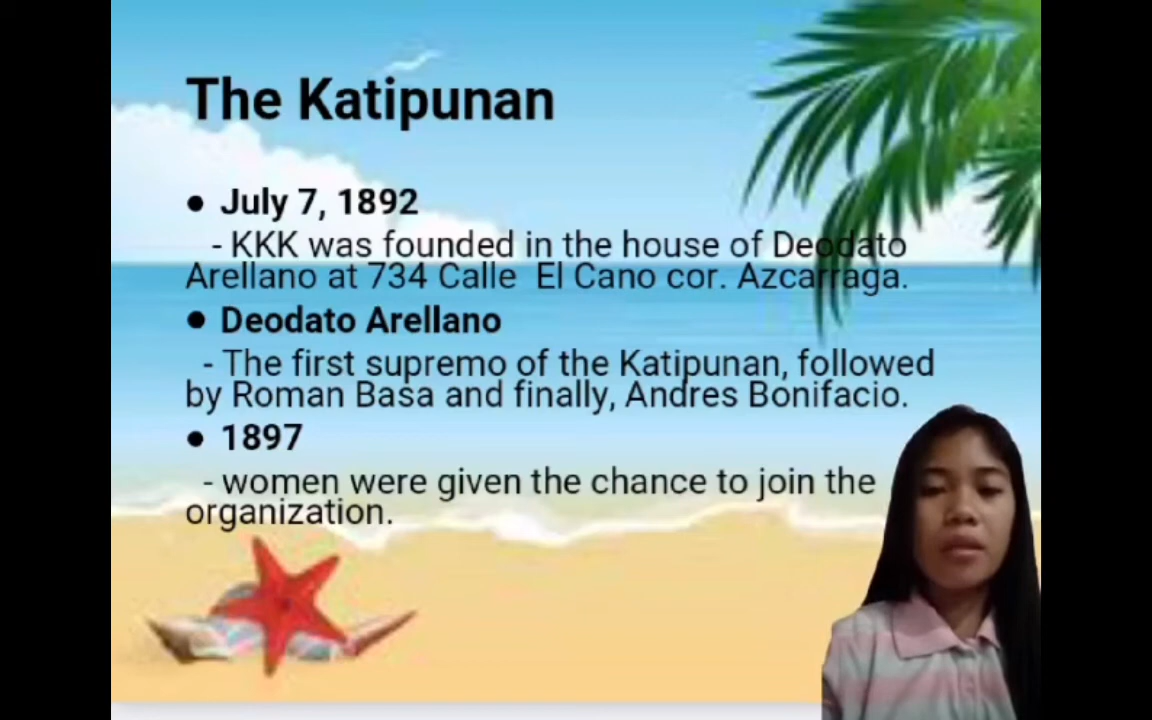 The Katipunan
● July 7, 1892
- KKK was founded in the house of Deodato
Arellano at 734 Calle El Cano cor. Azcarraga.
● Deodato Arellano
- The first supremo of the Katipunan, followed
by Roman Basa and finally, Andres Bonifacio.
● 1897
- women were given the chance to join the
organization.